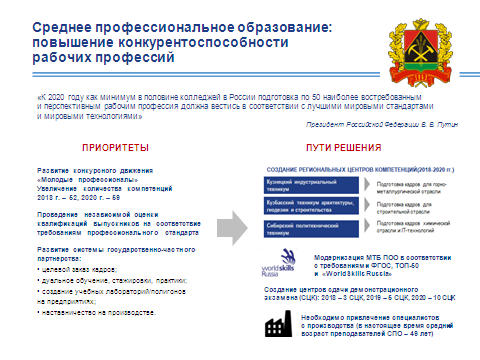 Среднее профессиональное образование:
повышение конкурентоспособности
рабочих профессий
«К 2020 году как минимум в половине колледжей в России подготовка по 50 наиболее востребованным
и перспективным рабочим профессия должна вестись в соответствии с лучшими мировыми стандартами
и мировыми технологиями»
Президент Российской Федерации В. В. Путин
ПРИОРИТЕТЫ
Развитие конкурсного движения
«Молодые профессионалы»
Увеличение количества компетенций
2018 г. – 52, 2020 г. – 59
Проведение независимой оценки
квалификаций выпускников на соответствие
требованиям профессионального стандарта
Развитие системы государственно-частного
партнерства:
• целевой заказ кадров;
• дуальное обучение, стажировки, практики;
• создание учебных лабораторий/полигонов
на предприятиях;
• наставничество на производстве.
ПУТИ РЕШЕНИЯ
СОЗДАНИЕ РЕГИОНАЛЬНЫХ ЦЕНТРОВ КОМПЕТЕНЦИЙ (2018-2020 гг.)
Кузнецкий индустриальный
техникум
Подготовка кадров для горно-
металлургической отрасли
Кузбасский техникум архитектуры,
геодезии и строительства
Подготовка кадров для
строительной отрасли
Сибирский политехнический
техникум
Подготовка кадров химической
отрасли и IT-технологий
worldskills
Russia
Модернизация МТБ ПОО в соответствии
с требованиями ФГОС, ТОП-50
и «WorldSkills Russia»
Создание центров сдачи демонстрационного
экзамена (СЦК): 2018 – 3 СЦК, 2019 – 5 СЦК, 2020 – 10 СЦК
Необходимо привлечение специалистов
с производства (в настоящее время средний
возраст преподавателей СПО – 49 лет)